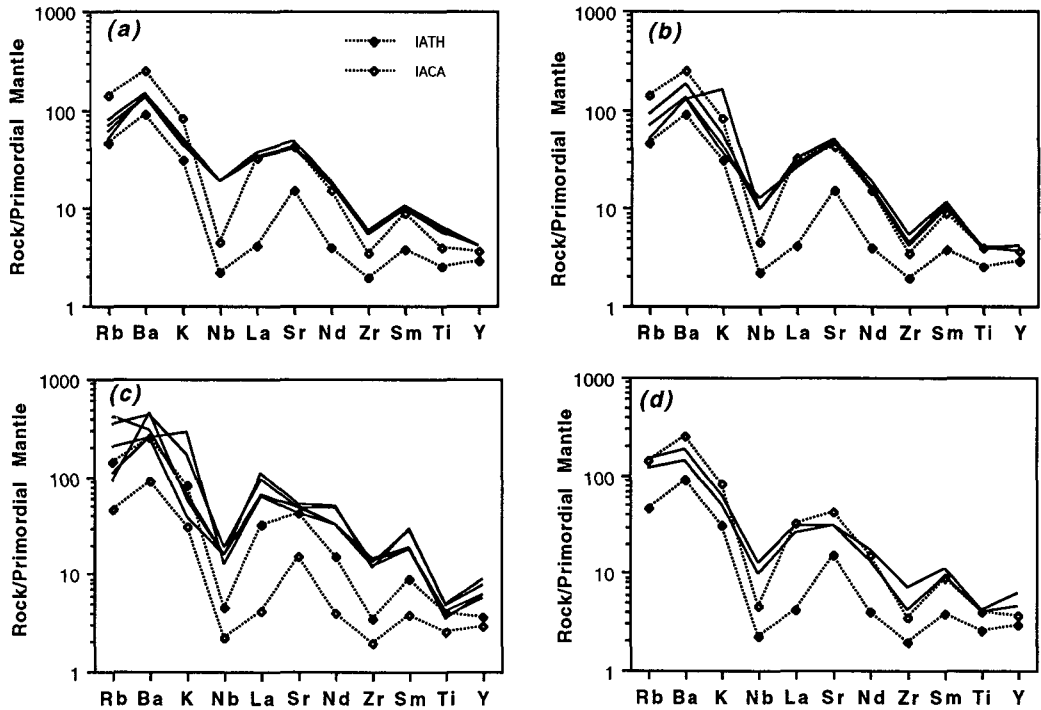 (a)
IATH
IACA
Rock/Primordial Mantle
1000
100
10
1
Rb Ba K Nb La Sr Nd Zr Sm Ti Y
(b)
Rock/Primordial Mantle
1000
100
10
1
Rb Ba K Nb La Sr Nd Zr Sm Ti Y
(c)
Rock/Primordial Mantle
1000
100
10
1
Rb Ba K Nb La Sr Nd Zr Sm Ti Y
(d)
Rock/Primordial Mantle
1000
100
10
1
Rb Ba K Nb La Sr Nd Zr Sm Ti Y